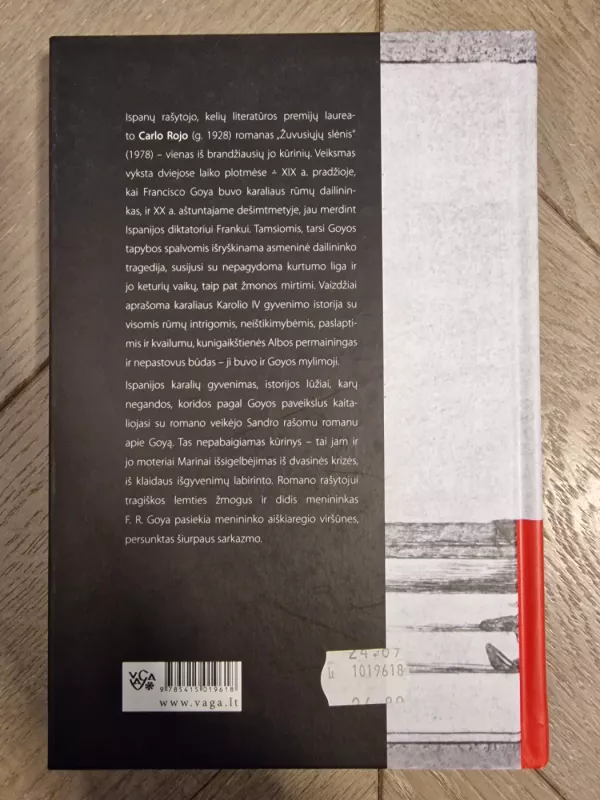 Ispanų rašytojo, kelių literatūros premijų laurea-
to Carlo Rojo (g. 1928) romanas „Žuvusiųjų slėnis“
(1978) – vienas iš brandžiausių jo kūrinių. Veiksmas
vyksta dviejose laiko plotmėse – XIX a. pradžioje,
kai Francisco Goya buvo karaliaus rūmų dailinin-
kas, ir XX a. aštuntajame dešimtmetyje, jau merdint
Ispanijos diktatoriui Frankui. Tamsiomis, tarsi Goyos
tapybos spalvomis išryškinama asmeninė dailininko
tragedija, susijusi su nepagydoma kurtumo liga ir
jo keturių vaikų, taip pat žmonos mirtimi. Vaizdžiai
aprašoma karaliaus Karolio IV gyvenimo istorija su
visomis rūmų intrigomis, neištikimybėmis, paslapti-
mis ir kvailumu, kunigaikštienės Albos permainingas
ir nepastovus būdas – ji buvo ir Goyos mylimoji.
Ispanijos karalių gyvenimas, istorijos lūžiai, karų
negandos, koridos pagal Goyos paveikslus kaita-
liojasi su romano veikėjo Sandro rašomu romanu
apie Goyą. Tas nepabaigiamas kūrinys – tai jam ir
jo moteriai Marinai išsigelbėjimas iš dvasinės krizės,
iš klaidaus išgyvenimų labirinto. Romano rašytojui
tragiškos lemties žmogus ir didis menininkas
F. R. Goya pasiekia menininko aiškiaregio viršūnes,
persunktas šiurpaus sarkazmo.
VAGA
9785415019618
www.vaga.lt
1019618